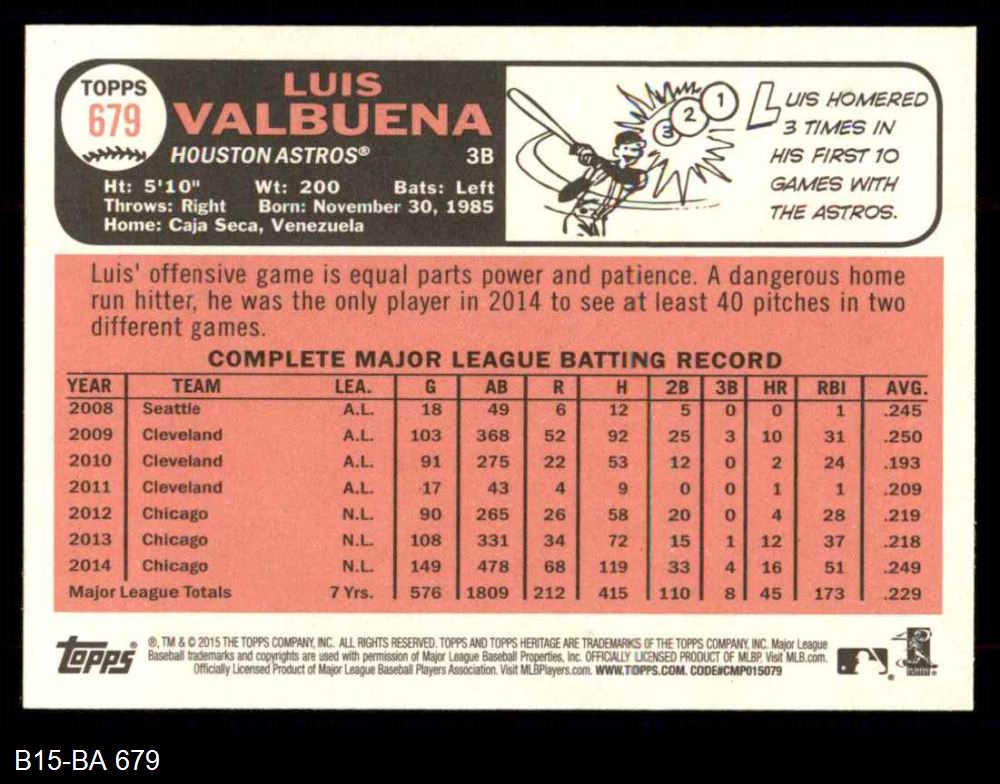 TOPPS
679
LUIS
VALBUENA
HOUSTON ASTROS® 3B
Ht: 5'10" Wt: 200 Bats: Left
Throws: Right Born: November 30, 1985
Home: Caja Seca, Venezuela
1
2
3
LUIS HOMERED
3 TIMES IN
HIS FIRST 10
GAMES WITH
THE ASTROS.
Luis' offensive game is equal parts power and patience. A dangerous home
run hitter, he was the only player in 2014 to see at least 40 pitches in two
different games.
COMPLETE MAJOR LEAGUE BATTING RECORD
YEAR TEAM LEA. G AB R H 2B 3B HR RBI AVG.
2008 Seattle A.L. 18 49 6 12 5 0 0 1 .245
2009 Cleveland A.L. 103 368 52 92 25 3 10 31 .250
2010 Cleveland A.L. 91 275 22 53 12 0 2 24 .193
2011 Cleveland A.L. 17 43 4 9 0 0 1 1 .209
2012 Chicago N.L. 90 265 26 58 20 0 4 28 .219
2013 Chicago N.L. 108 331 34 72 15 1 12 37 .218
2014 Chicago N.L. 149 478 68 119 33 4 16 51 .249
Major League Totals 7 Yrs. 576 1809 212 415 110 8 45 173 .229
Topps
®, TM & © 2015 THE TOPPS COMPANY, INC. ALL RIGHTS RESERVED. TOPPS AND TOPPS HERITAGE ARE TRADEMARKS OF THE TOPPS COMPANY, INC. Major League
Baseball trademarks and copyrights are used with permission of Major League Baseball Properties, Inc. OFFICIALLY LICENSED PRODUCT OF MLBP. Visit MLB.com.
Officially Licensed Product of Major League Baseball Players Association. Visit MLBPlayers.com. WWW.TOPPS.COM. CODE#CMP015079
B15-BA 679